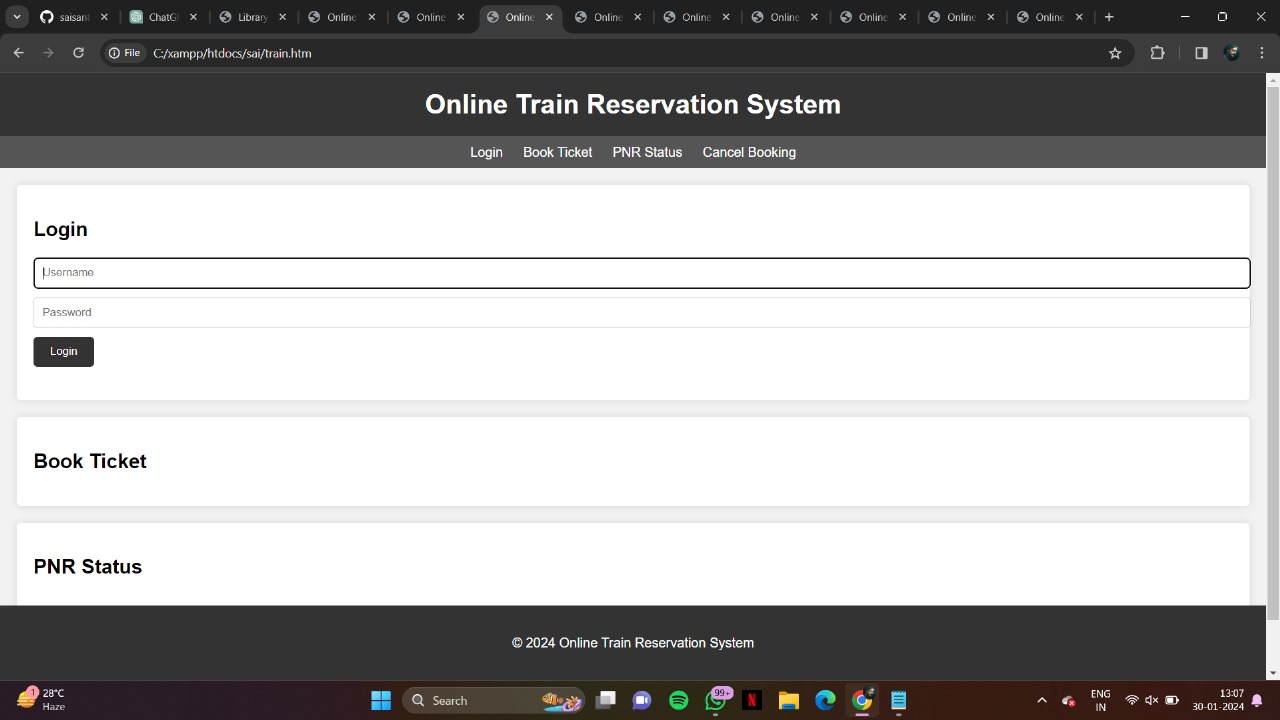 saisant
ChatG
Library
Online
Online
Online
Online
Online
Online
Online
Online
Online
File
C:/xampp/htdocs/sai/train.htm
Online Train Reservation System
Login Book Ticket PNR Status Cancel Booking
Login
Username
Password
Login
Book Ticket
PNR Status
© 2024 Online Train Reservation System
1
28°C
Haze
Search
99+
N
ENG
IN
13:07
30-01-2024